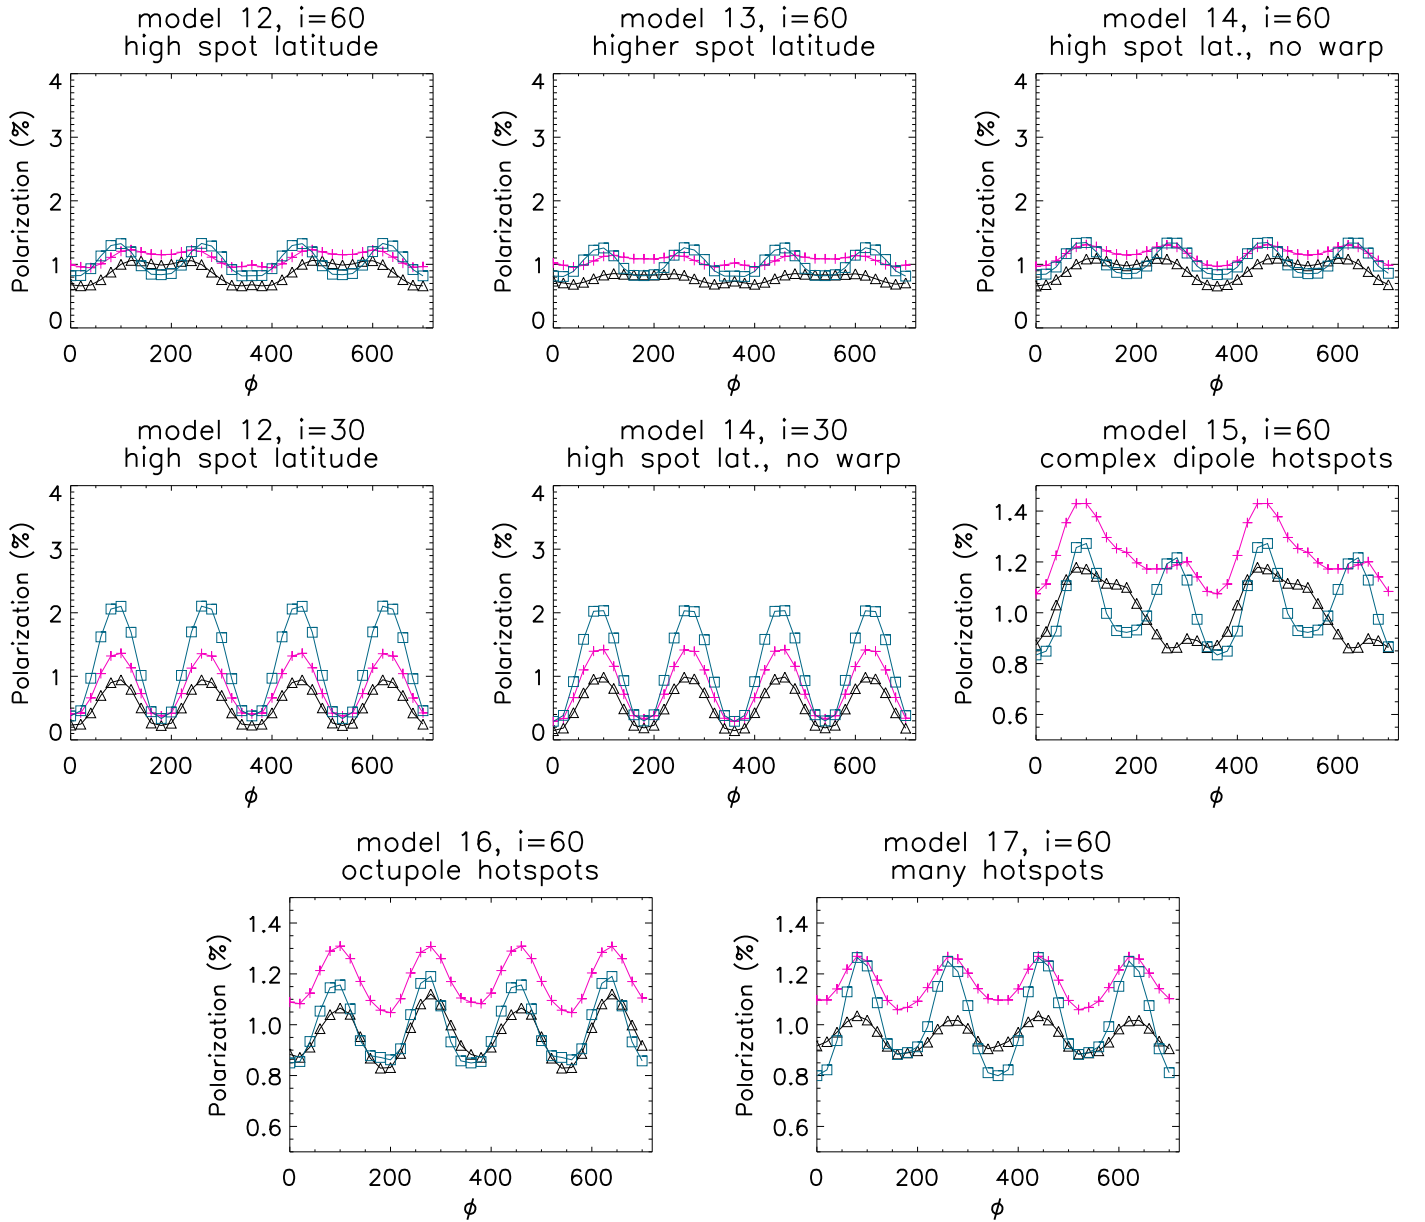 model 12, i=60
high spot latitude
model 13, i=60
higher spot latitude
model 14, i=60
high spot lat., no warp
Polarization (%)
4
3
2
1
0
0 200 400 600
ϕ
Polarization (%)
4
3
2
1
0
0 200 400 600
ϕ
Polarization (%)
4
3
2
1
0
0 200 400 600
ϕ
model 12, i=30
high spot latitude
model 14, i=30
high spot lat., no warp
model 15, i=60
complex dipole hotspots
Polarization (%)
4
3
2
1
0
0 200 400 600
ϕ
Polarization (%)
4
3
2
1
0
0 200 400 600
ϕ
Polarization (%)
1.4
1.2
1.0
0.8
0.6
0 200 400 600
ϕ
model 16, i=60
octupole hotspots
model 17, i=60
many hotspots
Polarization (%)
1.4
1.2
1.0
0.8
0.6
0 200 400 600
ϕ
Polarization (%)
1.4
1.2
1.0
0.8
0.6
0 200 400 600
ϕ